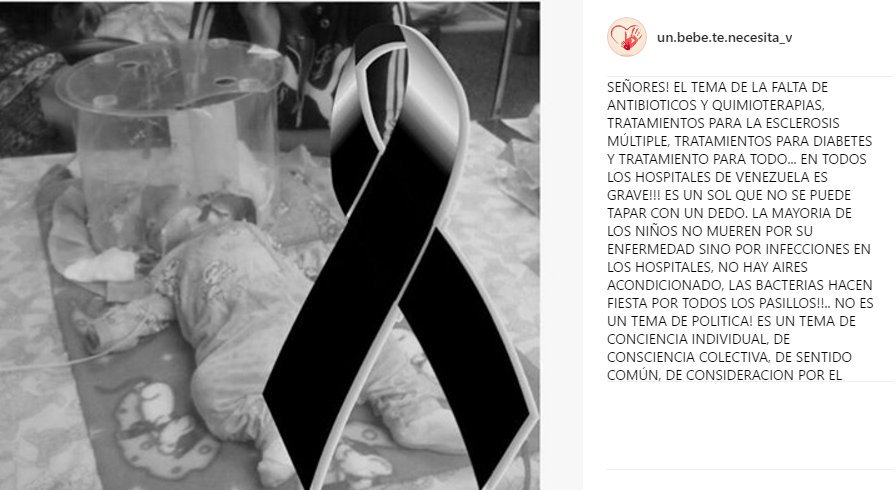 un.bebe.te.necesita_v
SEÑORES! EL TEMA DE LA FALTA DE
ANTIBIOTICOS Y QUIMIOTERAPIAS,
TRATAMIENTOS PARA LA ESCLEROSIS
MÚLTIPLE, TRATAMIENTOS PARA DIABETES
Y TRATAMIENTO PARA TODO... EN TODOS
LOS HOSPITALES DE VENEZUELA ES
GRAVE!!! ES UN SOL QUE NO SE PUEDE
TAPAR CON UN DEDO. LA MAYORIA DE
LOS NIÑOS NO MUEREN POR SU
ENFERMEDAD SINO POR INFECCIONES EN
LOS HOSPITALES, NO HAY AIRES
ACONDICIONADO, LAS BACTERIAS HACEN
FIESTA POR TODOS LOS PASILLOS!!.. NO ES
UN TEMA DE POLITICA! ES UN TEMA DE
CONCIENCIA INDIVIDUAL, DE
CONSCIENCIA COLECTIVA, DE SENTIDO
COMÚN, DE CONSIDERACION POR EL